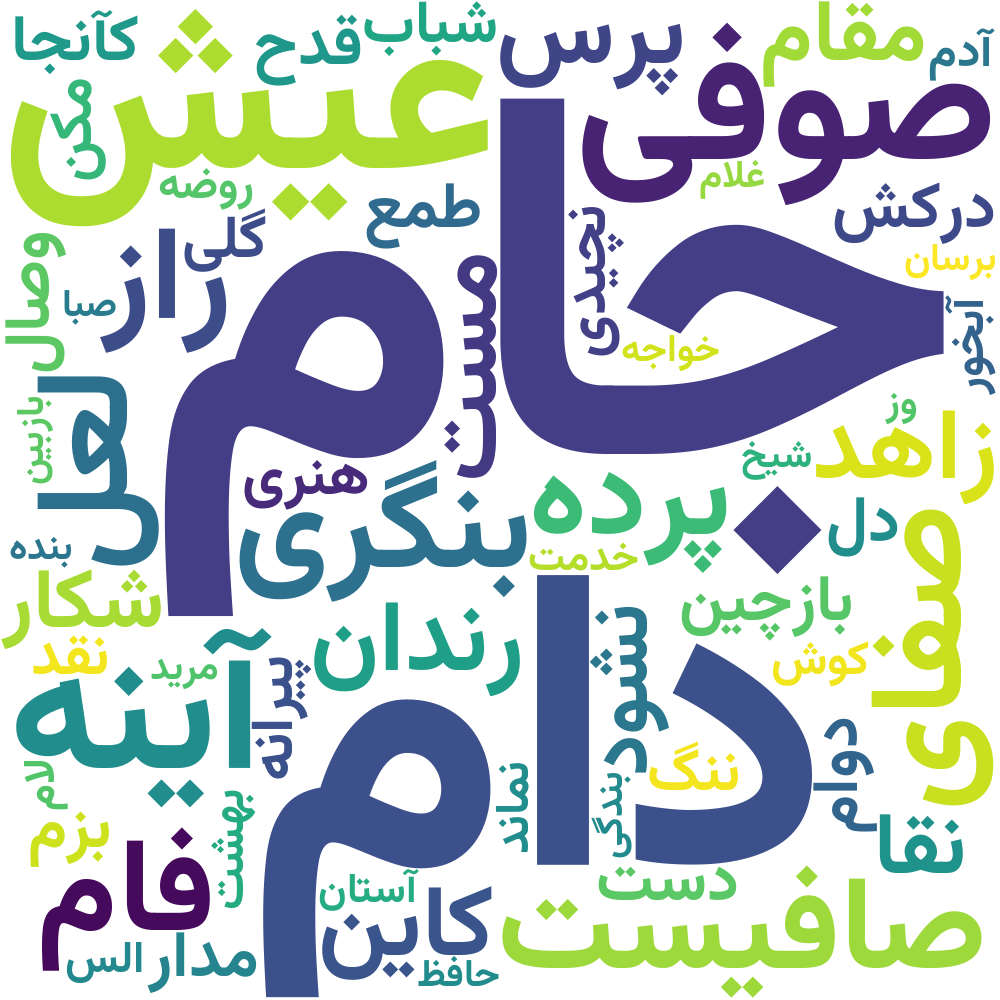 کآنجا
عیش
قدح
شباب
پرس
مقام
آدم
مکن
صوفی
غلام
روضه
طمع
گلی
درکش
وصال
راز
صبا
مست
نچیدی
جام
برسان
آبخور
خواجه
وز
لعل
بازبین
هنری
بنگری
پرده
شیخ
زاهد
دل
صفای
بنده
خدمت
شکار
رندان
بازچین
نقد
مرید
آینه
پیرانه
نشود
کوش
دام
ننگ
دوام
لام
بزم
بهشت
نماند
بندگی
نقا
فام
آستان
دست
کاین
صافیست
الس
مدار
حافظ